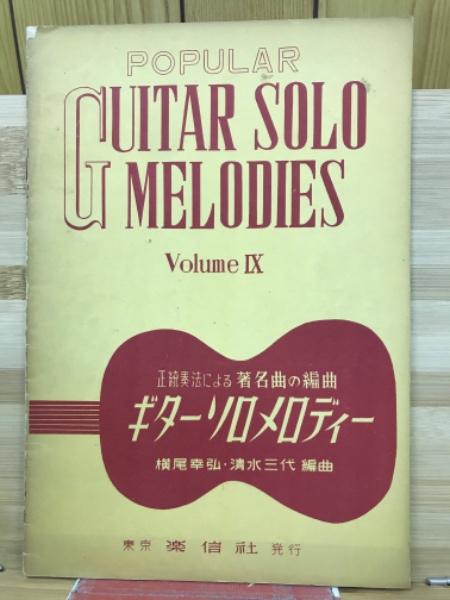 POPULAR
GUITAR SOLO
MELODIES
Volume IX
正統奏法による 著名曲の編曲
ギターソロメロディー
横尾幸弘・清水三代 編曲
東京 楽信社 発行